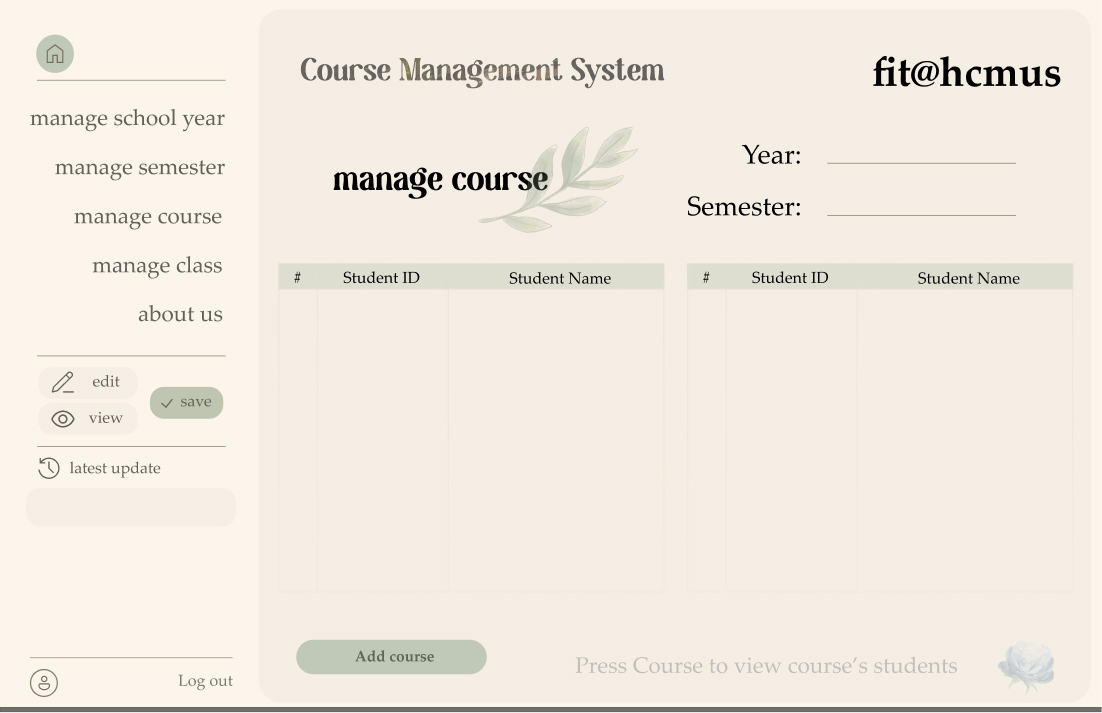 manage school year
manage semester
manage course
manage class
about us
edit
view
save
latest update
Log out
Course Management System
fit@hcmus
manage course
Year:
Semester:
# Student ID Student Name
# Student ID Student Name
Add course
Press Course to view course’s students